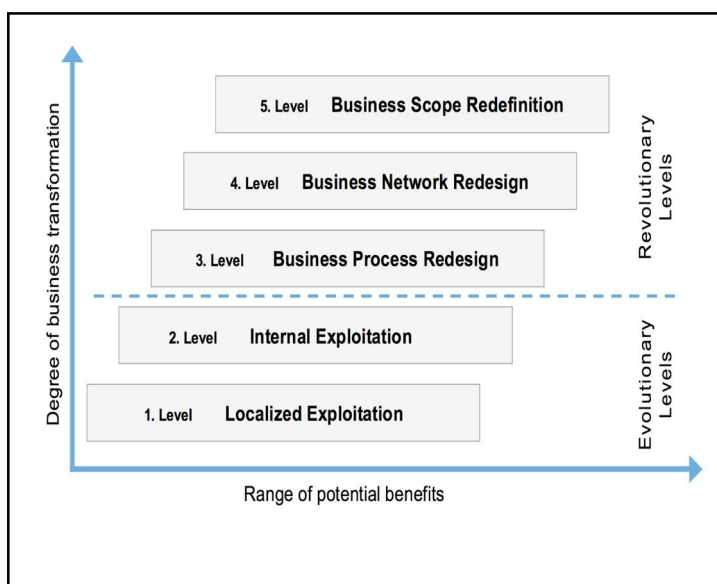 5. Level Business Scope Redefinition
4. Level Business Network Redesign
3. Level Business Process Redesign
2. Level Internal Exploitation
1. Level Localized Exploitation
Degree of business transformation
Range of potential benefits
Revolutionary
Levels
Evolutionary
Levels